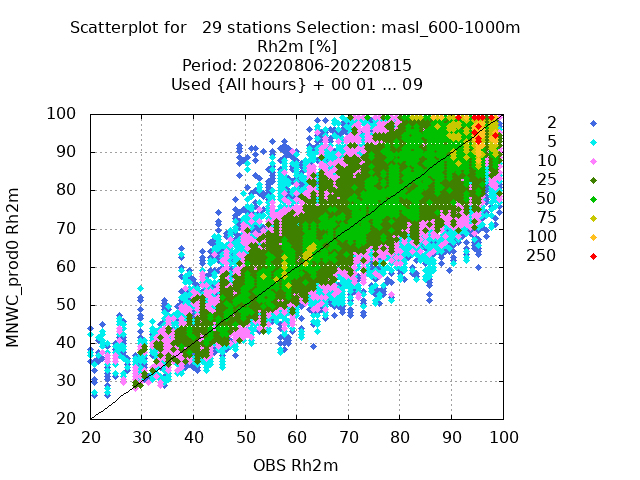 Scatterplot for   29 stations Selection: masl_600-1000m
Rh2m [%]
Period: 20220806-20220815
Used {All hours} + 00 01 ... 09
100
90
80
70
60
50
40
30
20
20 30 40 50 60 70 80 90 100
MNWC_prod0 Rh2m
OBS Rh2m
2
5
10
25
50
75
100
250